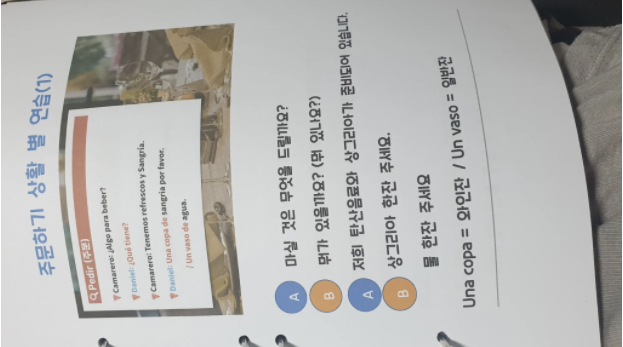 주문하기 상황 별 연습(1)
Pedir (주문)
Camarero: ¿Algo para beber?
Daniel: ¿Qué tiene?
Camarero: Tenemos refrescos y Sangría.
Daniel: Una copa de sangría por favor.
/ Un vaso de agua.
A 마실 것은 무엇을 드릴까요?
B 뭐가 있을까요? (뭐 있나요?)
A 저희 탄산음료와 상그리아가 준비되어 있습니다.
B 상그리아 한잔 주세요.
물 한잔 주세요
Una copa = 와인잔 / Un vaso = 일반잔